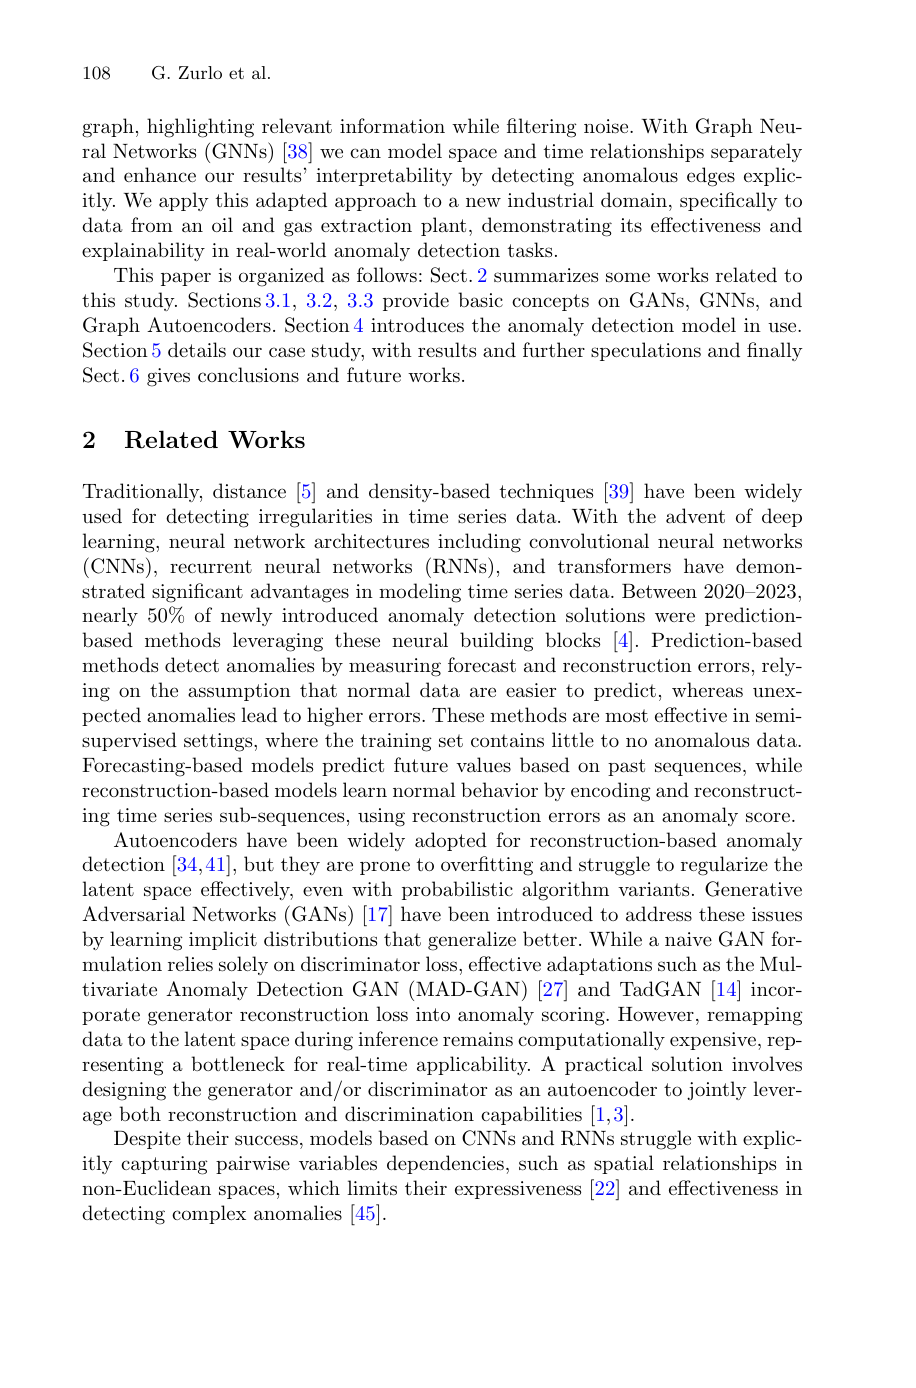 108 G. Zurlo et al.
graph, highlighting relevant information while filtering noise. With Graph Neu-
ral Networks (GNNs) [38] we can model space and time relationships separately
and enhance our results' interpretability by detecting anomalous edges explic-
itly. We apply this adapted approach to a new industrial domain, specifically to
data from an oil and gas extraction plant, demonstrating its effectiveness and
explainability in real-world anomaly detection tasks.
This paper is organized as follows: Sect. 2 summarizes some works related to
this study. Sections 3.1, 3.2, 3.3 provide basic concepts on GANs, GNNs, and
Graph Autoencoders. Section 4 introduces the anomaly detection model in use.
Section 5 details our case study, with results and further speculations and finally
Sect. 6 gives conclusions and future works.
2 Related Works
Traditionally, distance [5] and density-based techniques [39] have been widely
used for detecting irregularities in time series data. With the advent of deep
learning, neural network architectures including convolutional neural networks
(CNNs), recurrent neural networks (RNNs), and transformers have demon-
strated significant advantages in modeling time series data. Between 2020–2023,
nearly 50% of newly introduced anomaly detection solutions were prediction-
based methods leveraging these neural building blocks [4]. Prediction-based
methods detect anomalies by measuring forecast and reconstruction errors, rely-
ing on the assumption that normal data are easier to predict, whereas unex-
pected anomalies lead to higher errors. These methods are most effective in semi-
supervised settings, where the training set contains little to no anomalous data.
Forecasting-based models predict future values based on past sequences, while
reconstruction-based models learn normal behavior by encoding and reconstruct-
ing time series sub-sequences, using reconstruction errors as an anomaly score.
Autoencoders have been widely adopted for reconstruction-based anomaly
detection [34,41], but they are prone to overfitting and struggle to regularize the
latent space effectively, even with probabilistic algorithm variants. Generative
Adversarial Networks (GANs) [17] have been introduced to address these issues
by learning implicit distributions that generalize better. While a naive GAN for-
mulation relies solely on discriminator loss, effective adaptations such as the Mul-
tivariate Anomaly Detection GAN (MAD-GAN) [27] and TadGAN [14] incor-
porate generator reconstruction loss into anomaly scoring. However, remapping
data to the latent space during inference remains computationally expensive, rep-
resenting a bottleneck for real-time applicability. A practical solution involves
designing the generator and/or discriminator as an autoencoder to jointly lever-
age both reconstruction and discrimination capabilities [1,3].
Despite their success, models based on CNNs and RNNs struggle with explic-
itly capturing pairwise variables dependencies, such as spatial relationships in
non-Euclidean spaces, which limits their expressiveness [22] and effectiveness in
detecting complex anomalies [45].